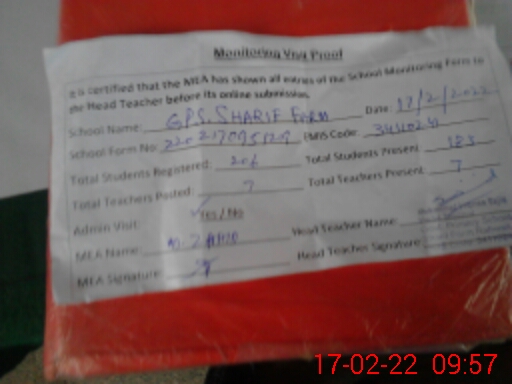 Monitoring Visit Proof
It is certified that the MEA has shown all entries of the School Monitoring Form to
the Head Teacher before its online submission.
School Name: GPS. SHARIF FARM Date: 17/2/2022
School Form No: EMIS Code:
Total Students Registered: 206 Total Students Present: 185
Total Teachers Posted: 7 Total Teachers Present: 7
Admin Visit: Yes / No
MEA Name: Head Teacher Name:
MEA Signature: Head Teacher Signature:
17-02-22 09:57